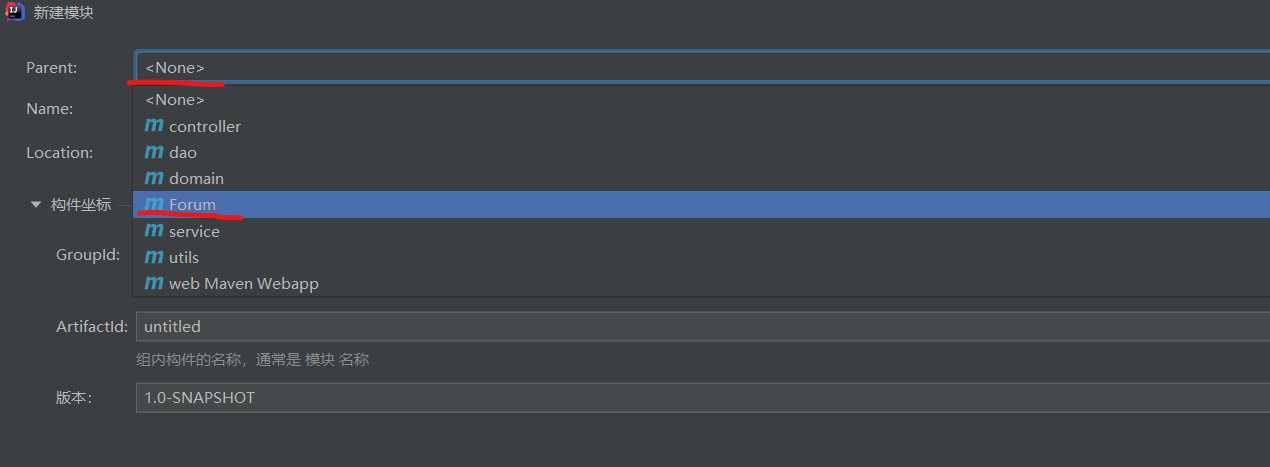 新建模块
Parent:
<None>
<None>
Name:
controller
dao
Location:
domain
构件坐标
Forum
service
GroupId:
utils
web Maven Webapp
ArtifactId:
untitled
组内构件的名称，通常是 模块 名称
版本：
1.0-SNAPSHOT